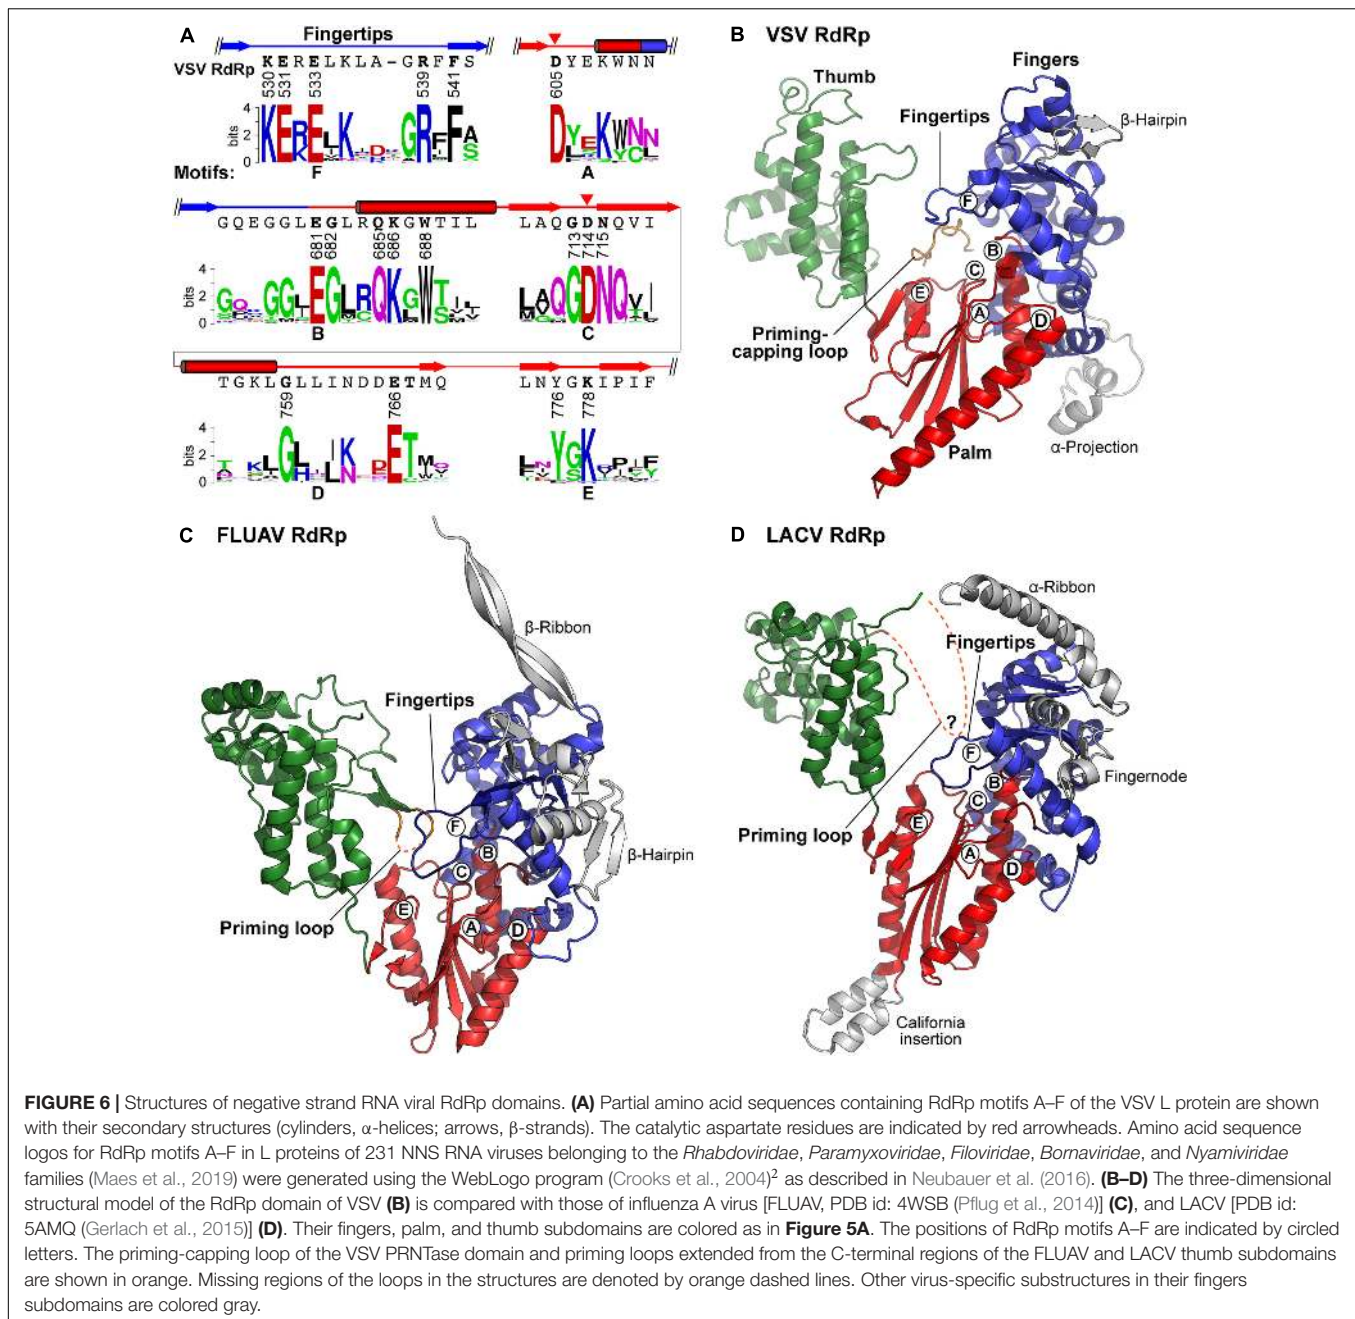 A
Fingertips
VSV RdRp
K E R E L K L A - G R F F S
D Y E K W N N
530 531 533 539 541
605
4
2
0
bits
F
A
Motifs:
G Q E G G L E G L R Q K G W T I L
L A Q G D N Q V I
681 682 685 686 688
713 714 715
4
2
0
bits
B
C
T G K L G L L I N D D E T M Q
L N Y G K I P I F
759 766
776 778
4
2
0
bits
D
E
B VSV RdRp
Thumb
Fingers
Fingertips
β-Hairpin
F
B
C
E
A
D
Priming-
capping loop
Palm
α-Projection
C FLUAV RdRp
β-Ribbon
Fingertips
F
B
C
β-Hairpin
E
A
D
Priming loop
D LACV RdRp
α-Ribbon
Fingertips
?
F
B
C
Fingernode
E
Priming loop
A
D
California
insertion
FIGURE 6 | Structures of negative strand RNA viral RdRp domains. (A) Partial amino acid sequences containing RdRp motifs A–F of the VSV L protein are shown
with their secondary structures (cylinders, α-helices; arrows, β-strands). The catalytic aspartate residues are indicated by red arrowheads. Amino acid sequence
logos for RdRp motifs A–F in L proteins of 231 NNS RNA viruses belonging to the Rhabdoviridae, Paramyxoviridae, Filoviridae, Bornaviridae, and Nyamiviridae
families (Maes et al., 2019) were generated using the WebLogo program (Crooks et al., 2004)² as described in Neubauer et al. (2016). (B–D) The three-dimensional
structural model of the RdRp domain of VSV (B) is compared with those of influenza A virus [FLUAV, PDB id: 4WSB (Pflug et al., 2014)] (C), and LACV [PDB id:
5AMQ (Gerlach et al., 2015)] (D). Their fingers, palm, and thumb subdomains are colored as in Figure 5A. The positions of RdRp motifs A–F are indicated by circled
letters. The priming-capping loop of the VSV PRNTase domain and priming loops extended from the C-terminal regions of the FLUAV and LACV thumb subdomains
are shown in orange. Missing regions of the loops in the structures are denoted by orange dashed lines. Other virus-specific substructures in their fingers
subdomains are colored gray.